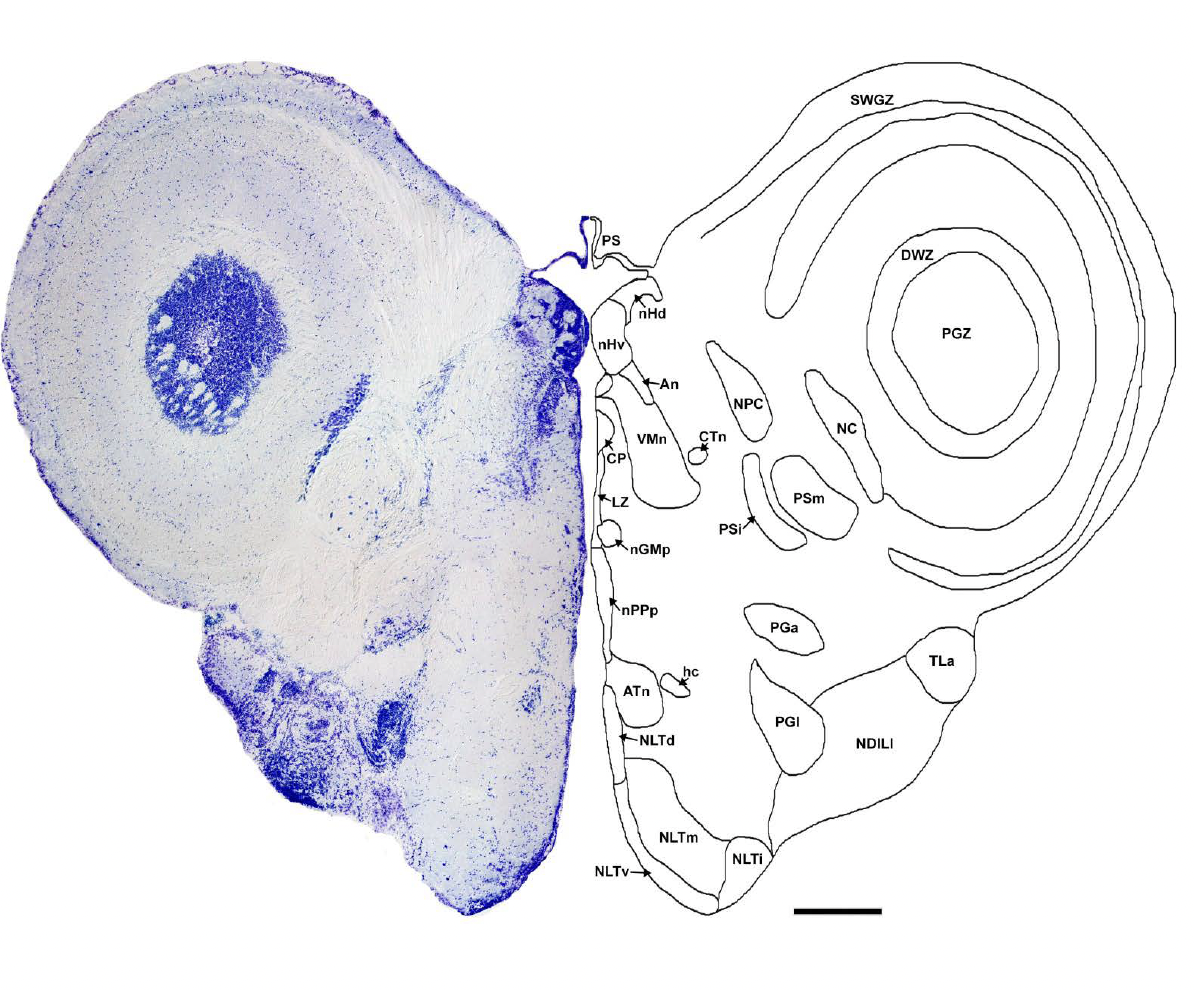 SWGZ
PS
DWZ
nHd
PGZ
nHv
An
NPC
NC
VMn
CTn
CP
PSm
LZ
PSi
nGMp
nPPp
PGa
TLa
hc
ATn
PGl
NLTd
NDILl
NLTm
NLTi
NLTv